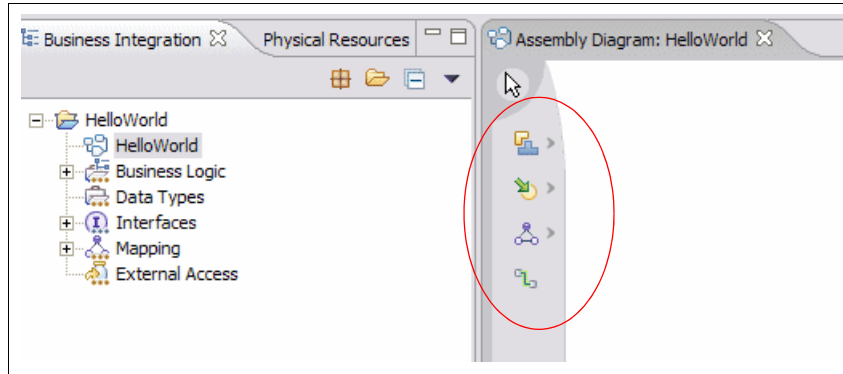 Business Integration
Physical Resources
Assembly Diagram: HelloWorld
HelloWorld
HelloWorld
Business Logic
Data Types
Interfaces
Mapping
External Access